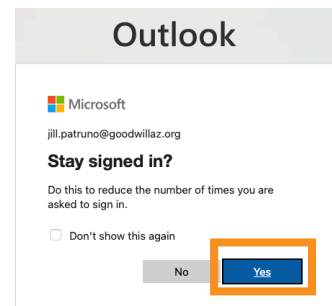 Outlook
Microsoft
jill.patruno@goodwillaz.org
Stay signed in?
Do this to reduce the number of times you are
asked to sign in.
Don't show this again
No
Yes